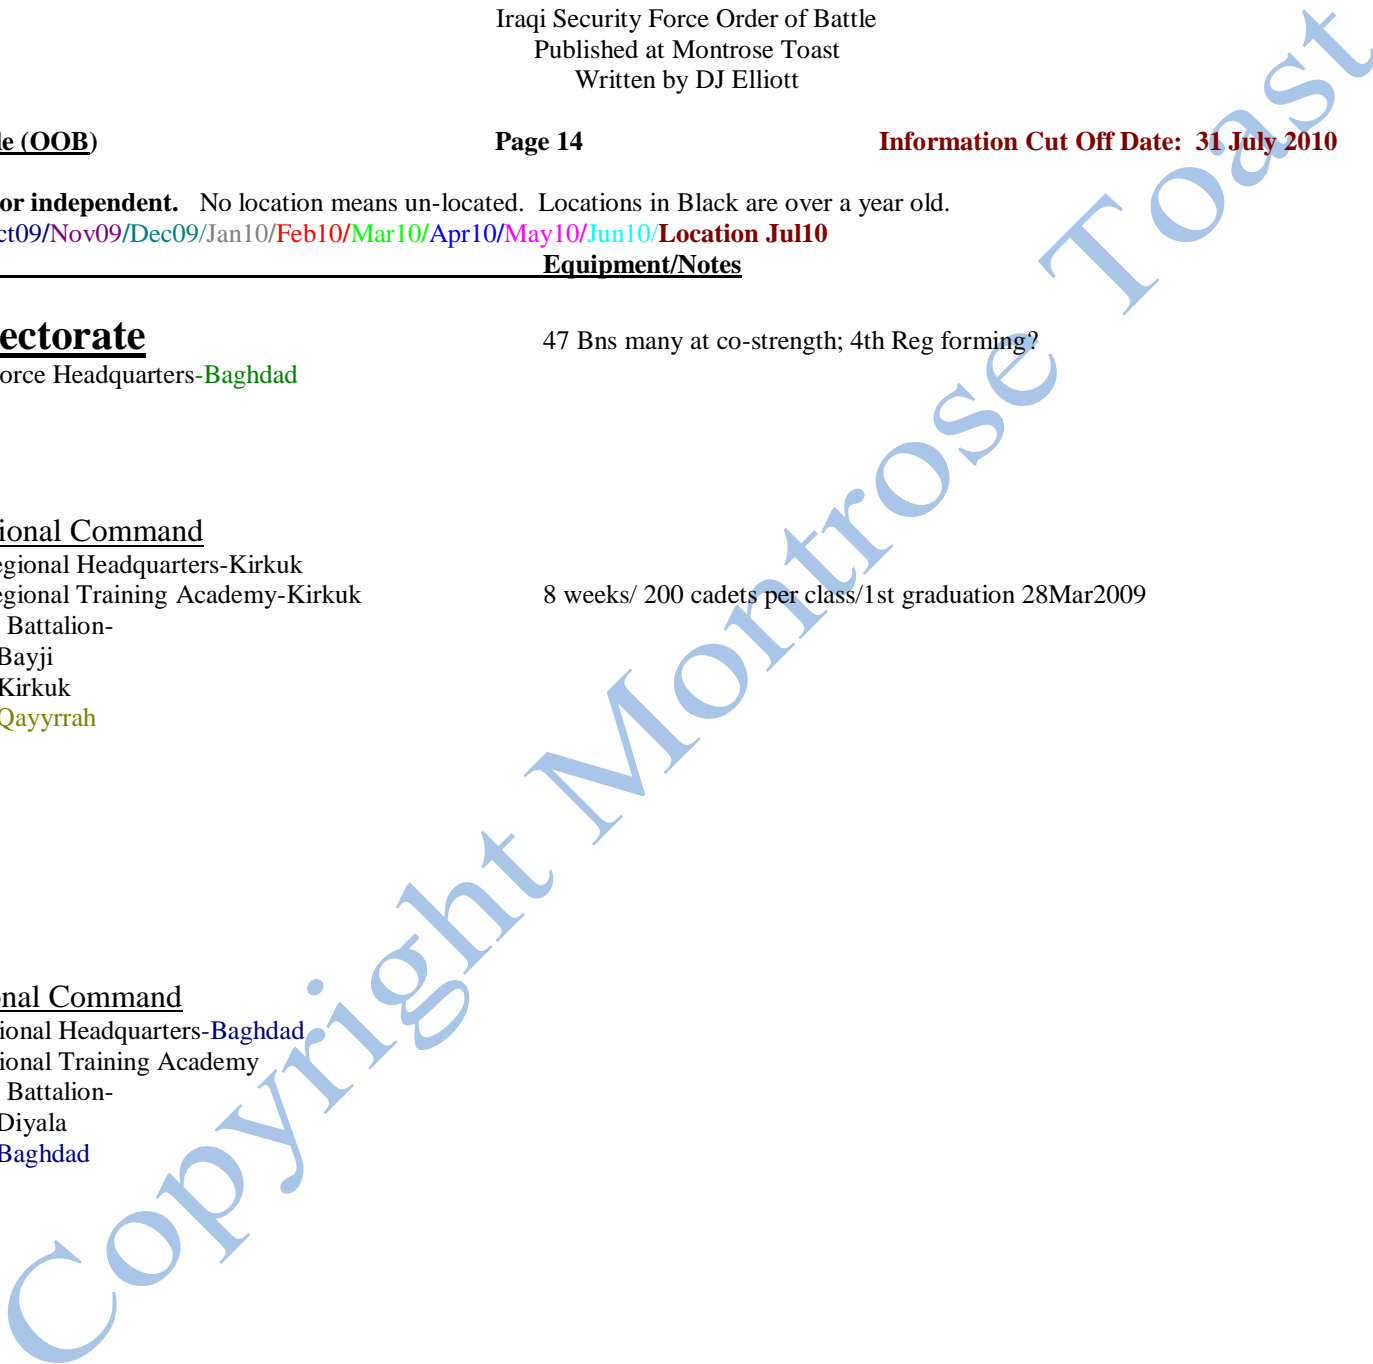 Iraqi Security Force Order of Battle
Published at Montrose Toast
Written by DJ Elliott
le (OOB) Page 14 Information Cut Off Date: 31 July 2010
or independent. No location means un-located. Locations in Black are over a year old.
ct09/Nov09/Dec09/Jan10/Feb10/Mar10/Apr10/May10/Jun10/Location Jul10
Equipment/Notes
ectorate 47 Bns many at co-strength; 4th Reg forming?
orce Headquarters-Baghdad
ional Command
egional Headquarters-Kirkuk
egional Training Academy-Kirkuk 8 weeks/ 200 cadets per class/1st graduation 28Mar2009
Battalion-
Bayji
Kirkuk
Qayyrrah
onal Command
ional Headquarters-Baghdad
ional Training Academy
Battalion-
Diyala
Baghdad
Copyright Montrose Toast